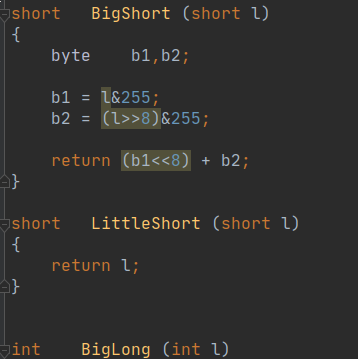 short   BigShort (short l)
{
    byte    b1,b2;
    b1 = l&255;
    b2 = (l>>8)&255;
    return (b1<<8) + b2;
}
short   LittleShort (short l)
{
    return l;
}
int     BigLong (int l)